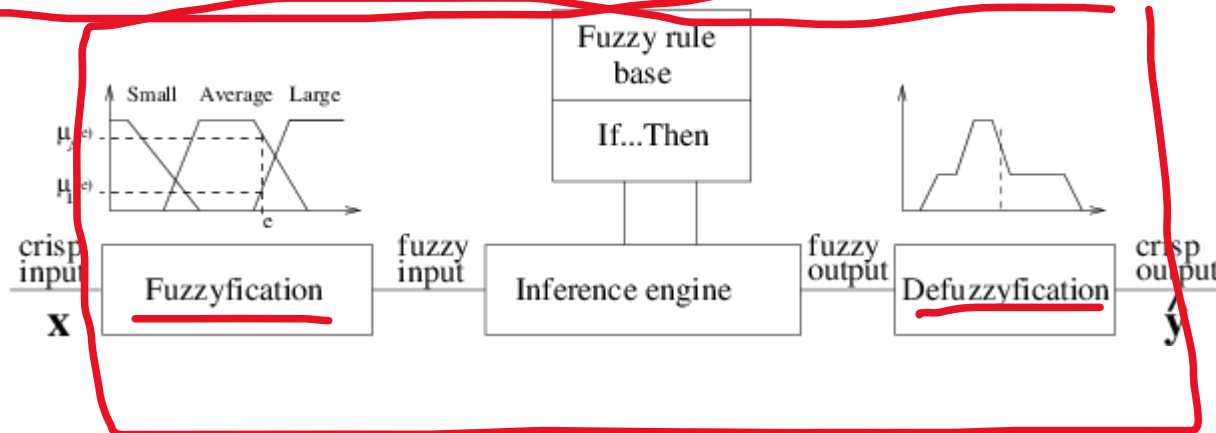 Fuzzy rule
base
If...Then
Small Average Large
μ (e)
μ (e)
e
crisp
input
x
Fuzzyfication
fuzzy
input
Inference engine
fuzzy
output
Defuzzyfication
crisp
output
ŷ